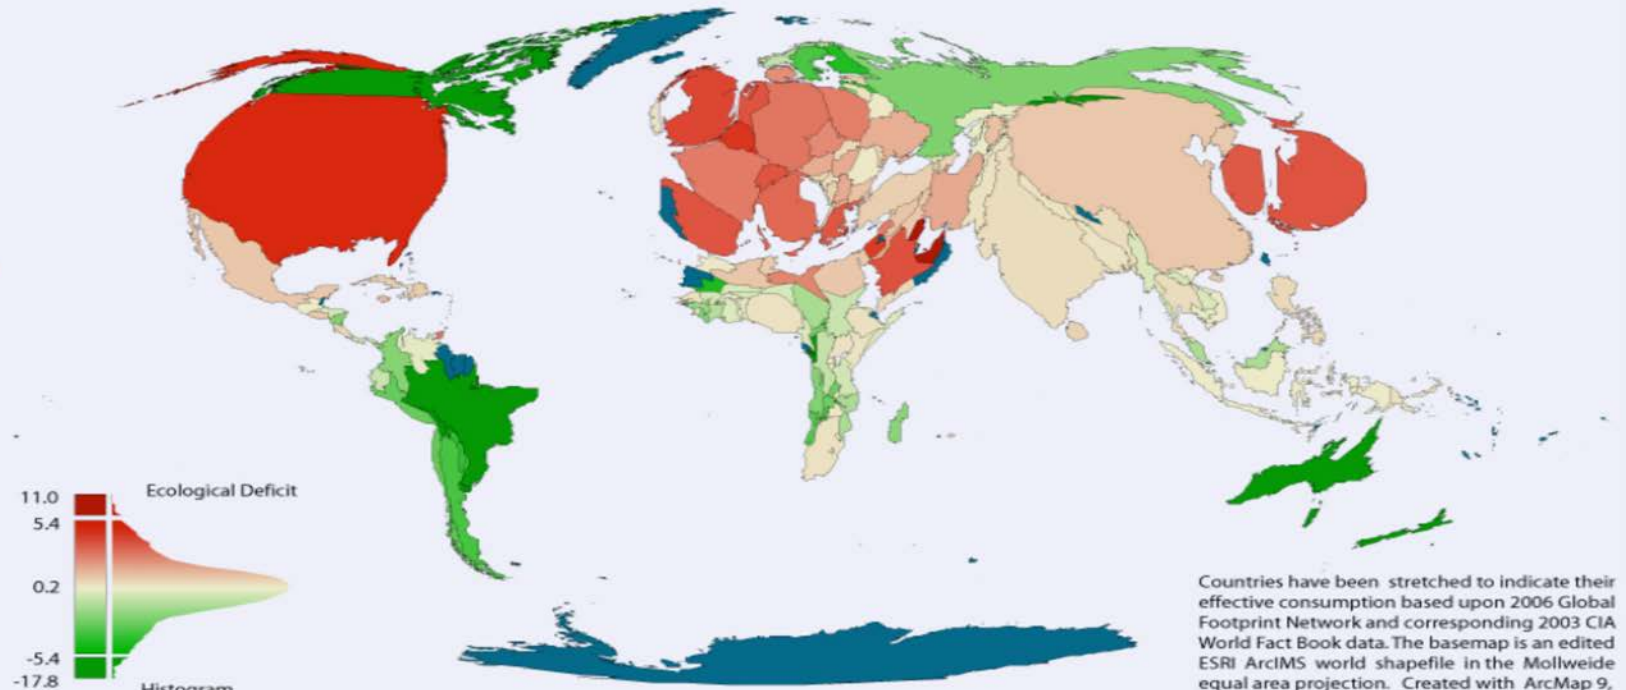 Ecological Deficit
11.0
5.4
0.2
-5.4
-17.8
Histogram
Countries have been stretched to indicate their
effective consumption based upon 2006 Global
Footprint Network and corresponding 2003 CIA
World Fact Book data. The basemap is an edited
ESRI ArcIMS world shapefile in the Mollweide
equal area projection. Created with ArcMap 9,